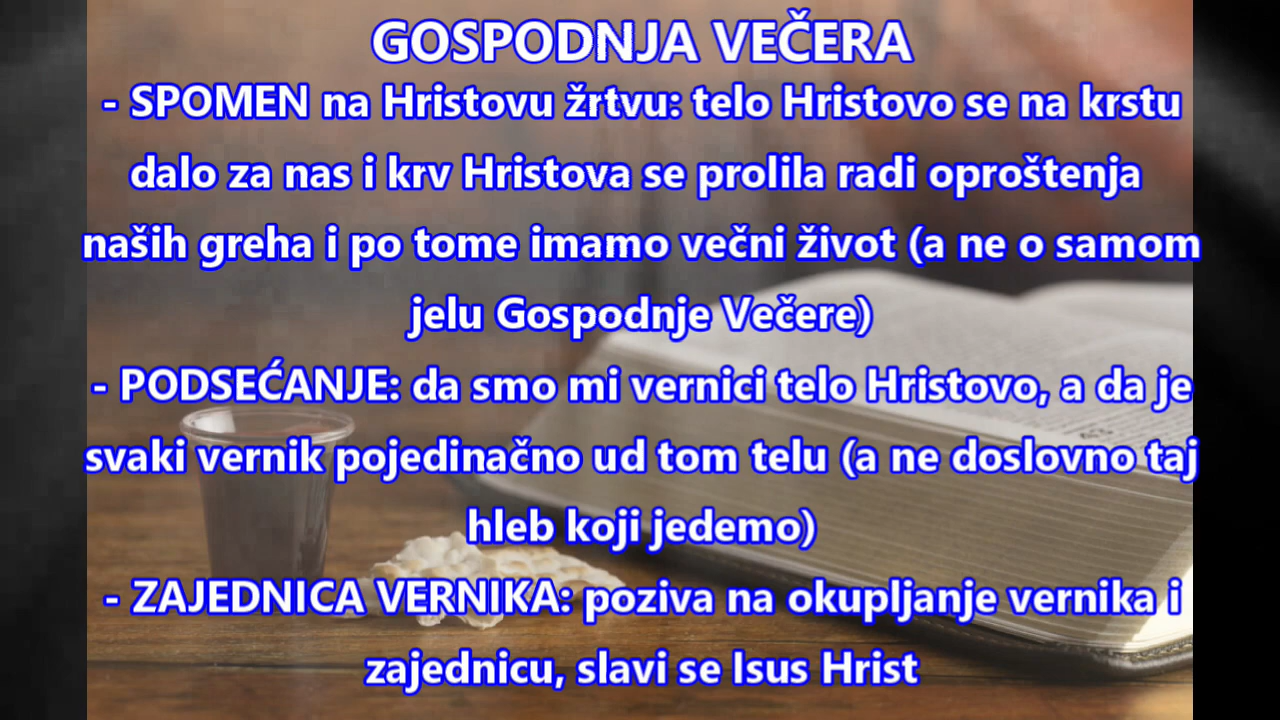 GOSPODNJA VEČERA
- SPOMEN na Hristovu žrtvu: telo Hristovo se na krstu
dalo za nas i krv Hristova se prolila radi oproštenja
naših greha i po tome imamo večni život (a ne o samom
jelu Gospodnje Večere)
- PODSEĆANJE: da smo mi vernici telo Hristovo, a da je
svaki vernik pojedinačno ud tom telu (a ne doslovno taj
hleb koji jedemo)
- ZAJEDNICA VERNIKA: poziva na okupljanje vernika i
zajednicu, slavi se Isus Hrist